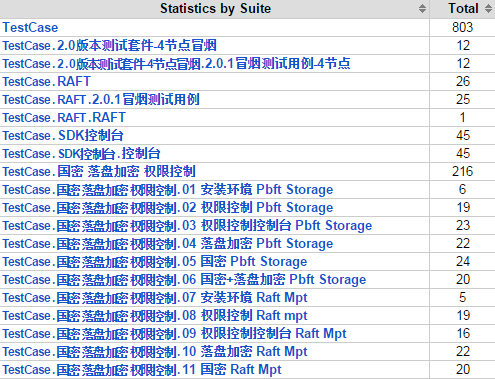 Statistics by Suite Total
TestCase 803
TestCase.2.0版本测试套件-4节点冒烟 12
TestCase.2.0版本测试套件-4节点冒烟.2.0.1冒烟测试用例-4节点 12
TestCase.RAFT 26
TestCase.RAFT.2.0.1冒烟测试用例 25
TestCase.RAFT.RAFT 1
TestCase.SDK控制台 45
TestCase.SDK控制台.控制台 45
TestCase.国密 落盘加密 权限控制 216
TestCase.国密 落盘加密 权限控制.01 安装环境 Pbft Storage 6
TestCase.国密 落盘加密 权限控制.02 权限控制 Pbft Storage 19
TestCase.国密 落盘加密 权限控制.03 权限控制控制台 Pbft Storage 23
TestCase.国密 落盘加密 权限控制.04 落盘加密 Pbft Storage 22
TestCase.国密 落盘加密 权限控制.05 国密 Pbft Storage 24
TestCase.国密 落盘加密 权限控制.06 国密+落盘加密 Pbft Storage 20
TestCase.国密 落盘加密 权限控制.07 安装环境 Raft Mpt 5
TestCase.国密 落盘加密 权限控制.08 权限控制 Raft mpt 19
TestCase.国密 落盘加密 权限控制.09 权限控制控制台 Raft Mpt 16
TestCase.国密 落盘加密 权限控制.10 落盘加密 Raft Mpt 22
TestCase.国密 落盘加密 权限控制.11 国密 Raft Mpt 20